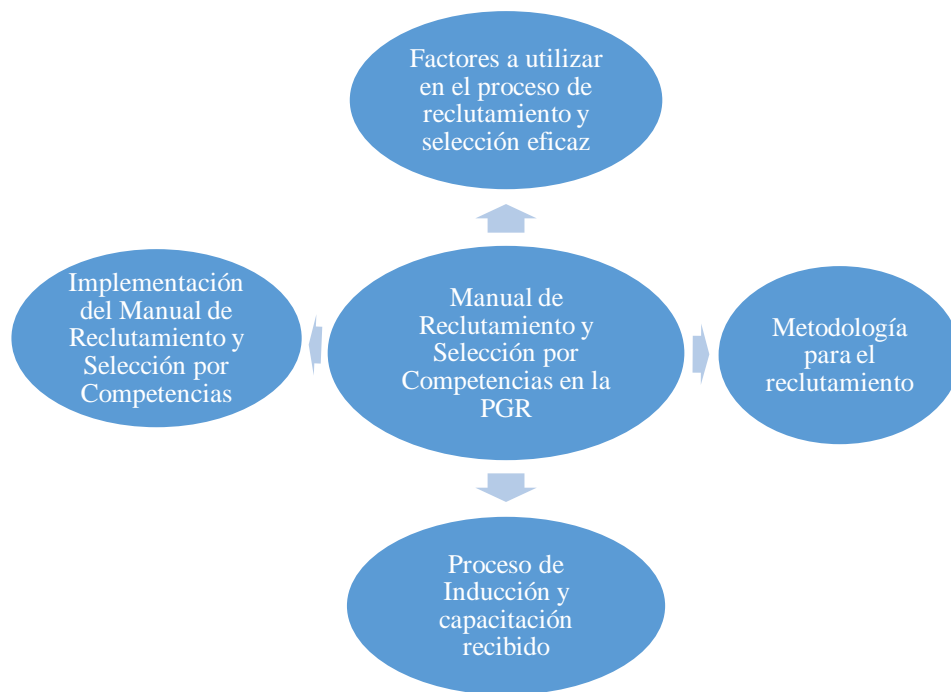 Factores a utilizar
en el proceso de
reclutamiento y
selección eficaz
Implementación
del Manual de
Reclutamiento y
Selección por
Competencias
Manual de
Reclutamiento y
Selección por
Competencias en la
PGR
Metodología
para el
reclutamiento
Proceso de
Inducción y
capacitación
recibido